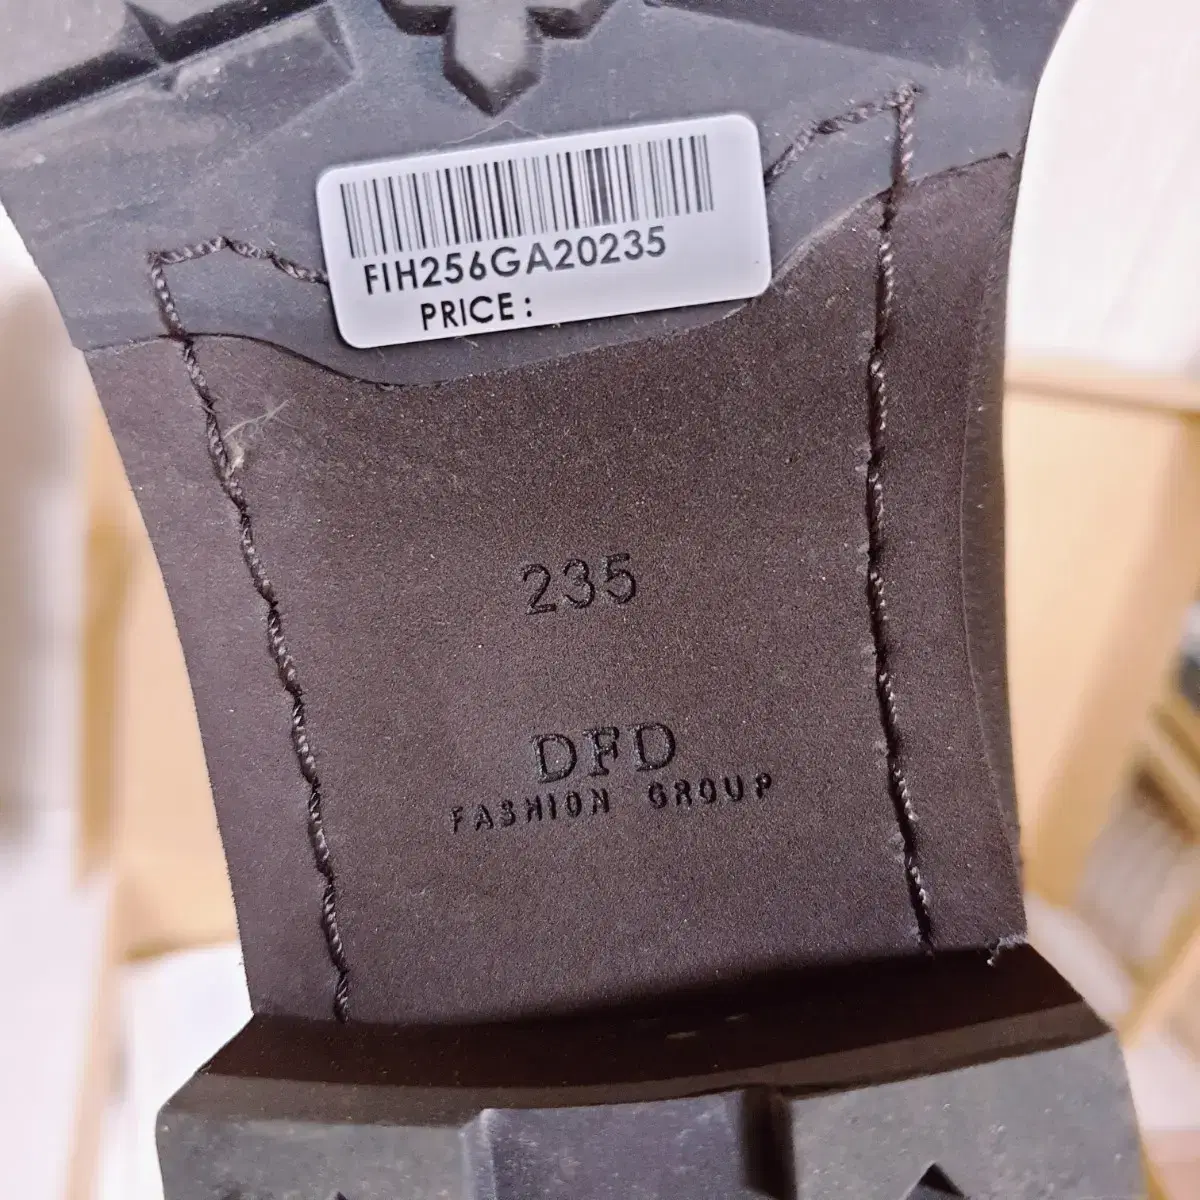 FIH256GA20235
PRICE :
235
DFD
FASHION GROUP